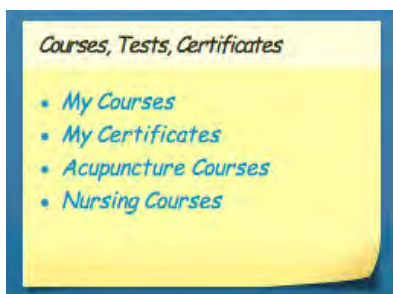 Courses, Tests, Certificates
• My Courses
• My Certificates
• Acupuncture Courses
• Nursing Courses